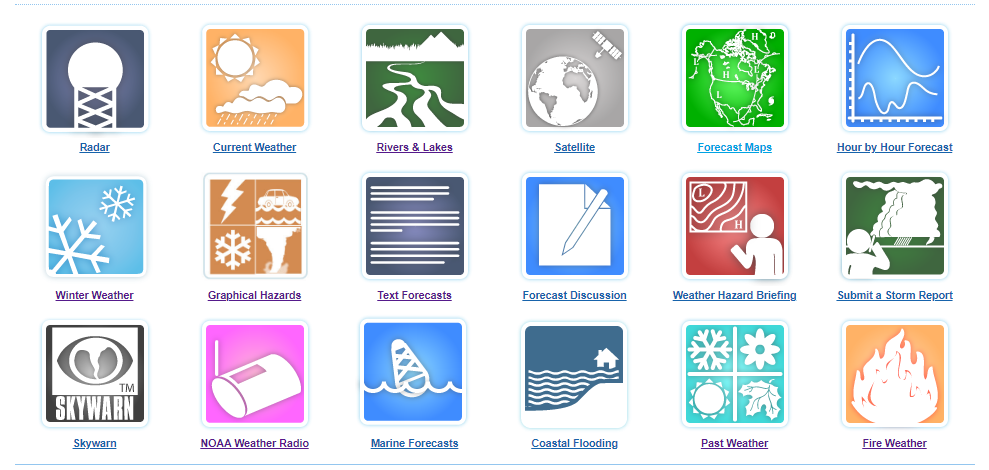 H
H
L
L
Radar
Current Weather
Rivers & Lakes
Satellite
Forecast Maps
Hour by Hour Forecast
L
H
Winter Weather
Graphical Hazards
Text Forecasts
Forecast Discussion
Weather Hazard Briefing
Submit a Storm Report
TM
SKYWARN
Skywarn
NOAA Weather Radio
Marine Forecasts
Coastal Flooding
Past Weather
Fire Weather